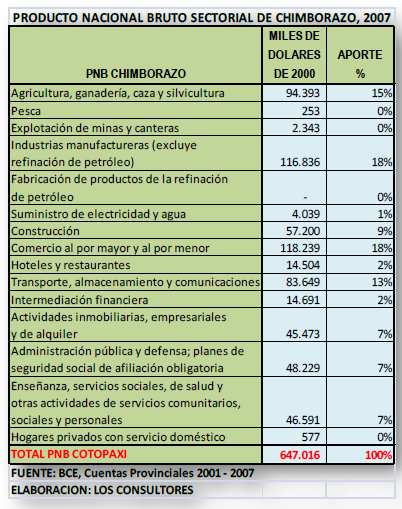 PRODUCTO NACIONAL BRUTO SECTORIAL DE CHIMBORAZO, 2007
PNB CHIMBORAZO MILES DE DOLARES DE 2000 APORTE %
Agricultura, ganadería, caza y silvicultura 94.393 15%
Pesca 253 0%
Explotación de minas y canteras 2.343 0%
Industrias manufactureras (excluye
refinación de petróleo) 116.836 18%
Fabricación de productos de la refinación
de petróleo - 0%
Suministro de electricidad y agua 4.039 1%
Construcción 57.200 9%
Comercio al por mayor y al por menor 118.239 18%
Hoteles y restaurantes 14.504 2%
Transporte, almacenamiento y comunicaciones 83.649 13%
Intermediación financiera 14.691 2%
Actividades inmobiliarias, empresariales
y de alquiler 45.473 7%
Administración pública y defensa; planes de
seguridad social de afiliación obligatoria 48.229 7%
Enseñanza, servicios sociales, de salud y
otras actividades de servicios comunitarios,
sociales y personales 46.591 7%
Hogares privados con servicio doméstico 577 0%
TOTAL PNB COTOPAXI 647.016 100%
FUENTE: BCE, Cuentas Provinciales 2001 - 2007
ELABORACION: LOS CONSULTORES